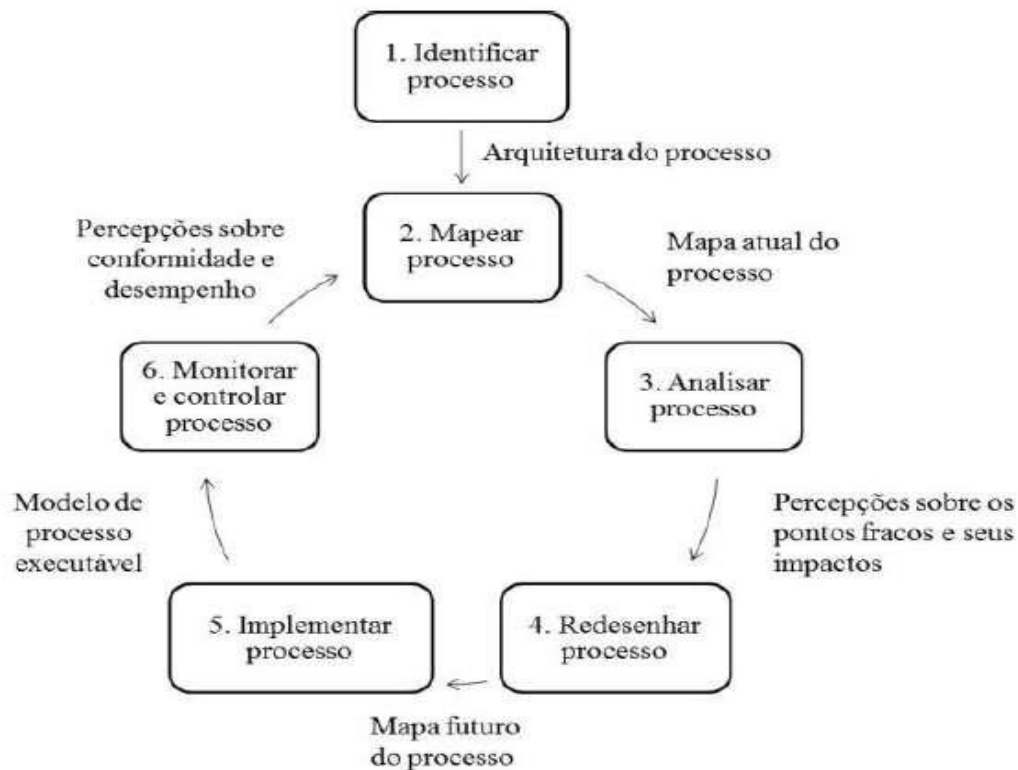 1. Identificar
processo
Arquitetura do processo
2. Mapear
processo
Mapa atual do
processo
3. Analisar
processo
Percepções sobre os
pontos fracos e seus
impactos
4. Redesenhar
processo
Mapa futuro
do processo
5. Implementar
processo
Modelo de
processo
executável
6. Monitorar
e controlar
processo
Percepções sobre
conformidade e
desempenho